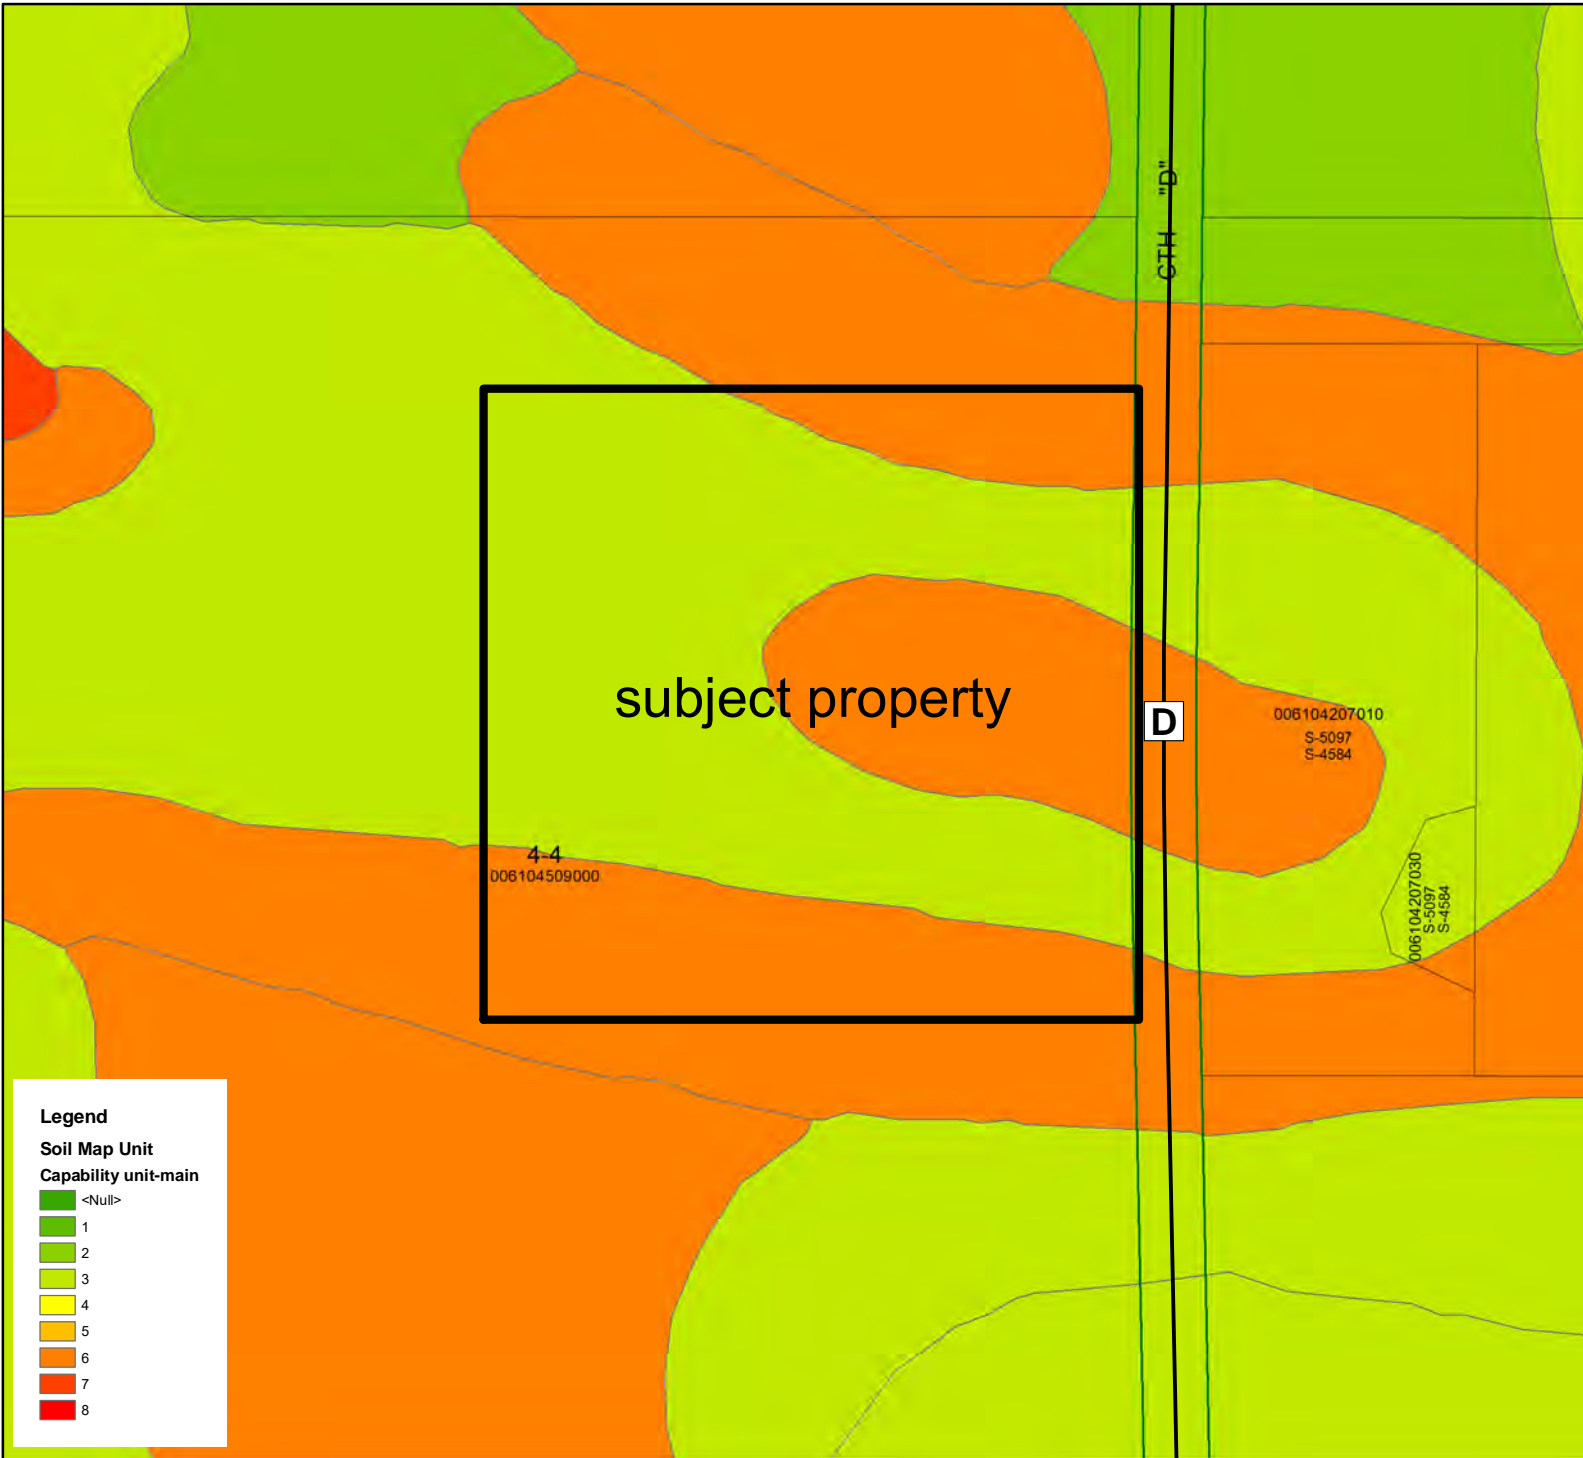 CTH "D"
subject property
D
006104207010
S-5097
S-4584
4-4
006104509000
006104207030
S-5097
S-4584
Legend
Soil Map Unit
Capability unit-main
<Null>
1
2
3
4
5
6
7
8